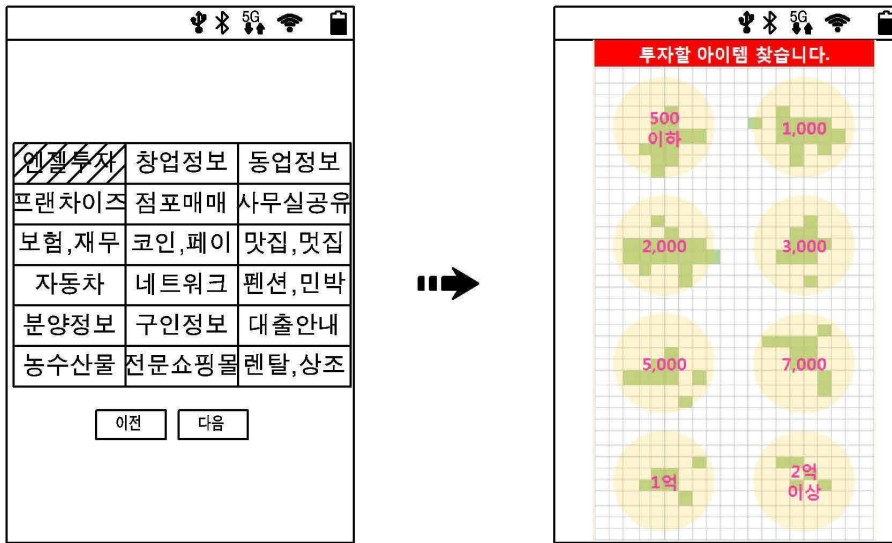 5G
엔젤투자 창업정보 동업정보
프랜차이즈 점포매매 사무실공유
보험,재무 코인,페이 맛집,멋집
자동차 네트워크 펜션,민박
분양정보 구인정보 대출안내
농수산물 전문쇼핑몰 렌탈,상조
이전 다음
5G
투자할 아이템 찾습니다.
500
이하
1,000
2,000 3,000
5,000 7,000
1억
2억
이상